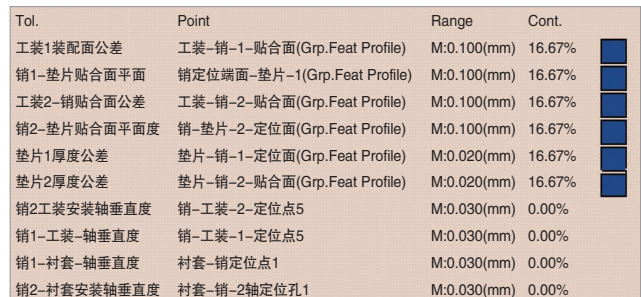 Tol. Point Range Cont.
工装1装配面公差 工装-销-1-贴合面(Grp.Feat Profile) M:0.100(mm) 16.67%
销1-垫片贴合面平面 销定位端面-垫片-1(Grp.Feat Profile) M:0.100(mm) 16.67%
工装2-销贴合面公差 工装-销-2-贴合面(Grp.Feat Profile) M:0.100(mm) 16.67%
销2-垫片贴合面平面度 销-垫片-2-定位面(Grp.Feat Profile) M:0.100(mm) 16.67%
垫片1厚度公差 垫片-销-1-定位面(Grp.Feat Profile) M:0.020(mm) 16.67%
垫片2厚度公差 垫片-销-2-贴合面(Grp.Feat Profile) M:0.020(mm) 16.67%
销2工装安装轴垂直度 销-工装-2-定位点5 M:0.030(mm) 0.00%
销1-工装-轴垂直度 销-工装-1-定位点5 M:0.030(mm) 0.00%
销1-衬套-轴垂直度 衬套-销定位点1 M:0.030(mm) 0.00%
销2-衬套安装轴垂直度 衬套-销-2轴定位孔1 M:0.030(mm) 0.00%